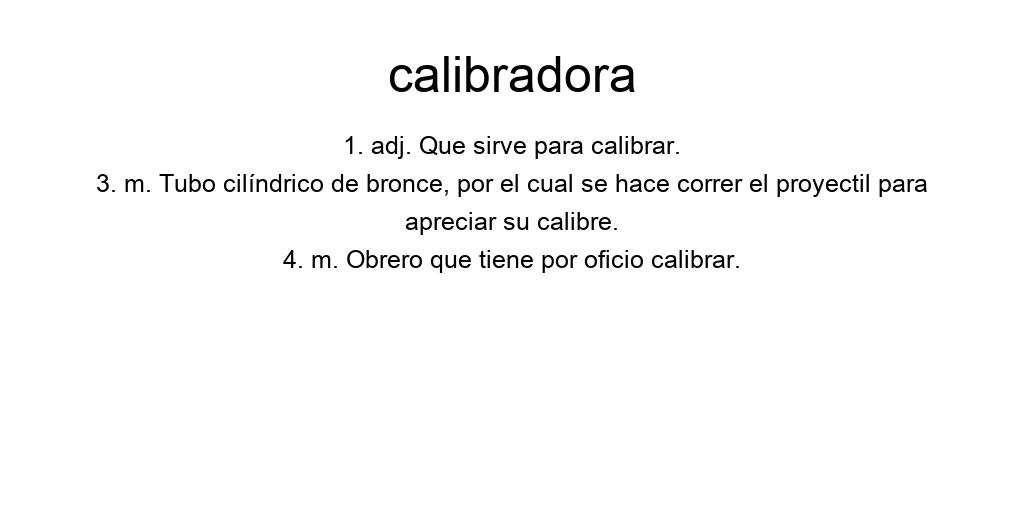 calibradora
1. adj. Que sirve para calibrar.
3. m. Tubo cilíndrico de bronce, por el cual se hace correr el proyectil para
apreciar su calibre.
4. m. Obrero que tiene por oficio calibrar.